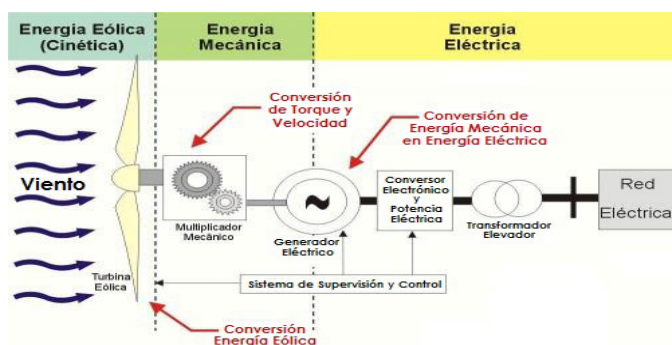 Energia Eólica
(Cinética)
Energia
Mecánica
Energia
Eléctrica
Conversión
de Torque y
Velocidad
Conversión de
Energía Mecánica
en Energía Eléctrica
Viento
Multiplicador
Mecánico
Generador
Eléctrico
Conversor
Electrónico
y
Potencia
Eléctrica
Transformador
Elevador
Red
Eléctrica
Turbina
Eólica
Sistema de Supervisión y Control
Conversión
Energía Eólica